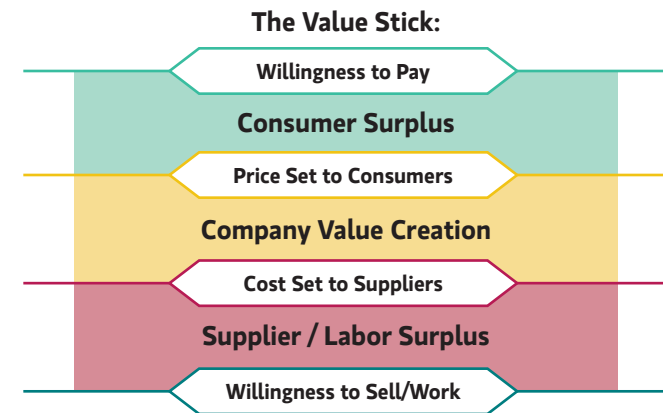 The Value Stick:
Willingness to Pay
Consumer Surplus
Price Set to Consumers
Company Value Creation
Cost Set to Suppliers
Supplier / Labor Surplus
Willingness to Sell/Work